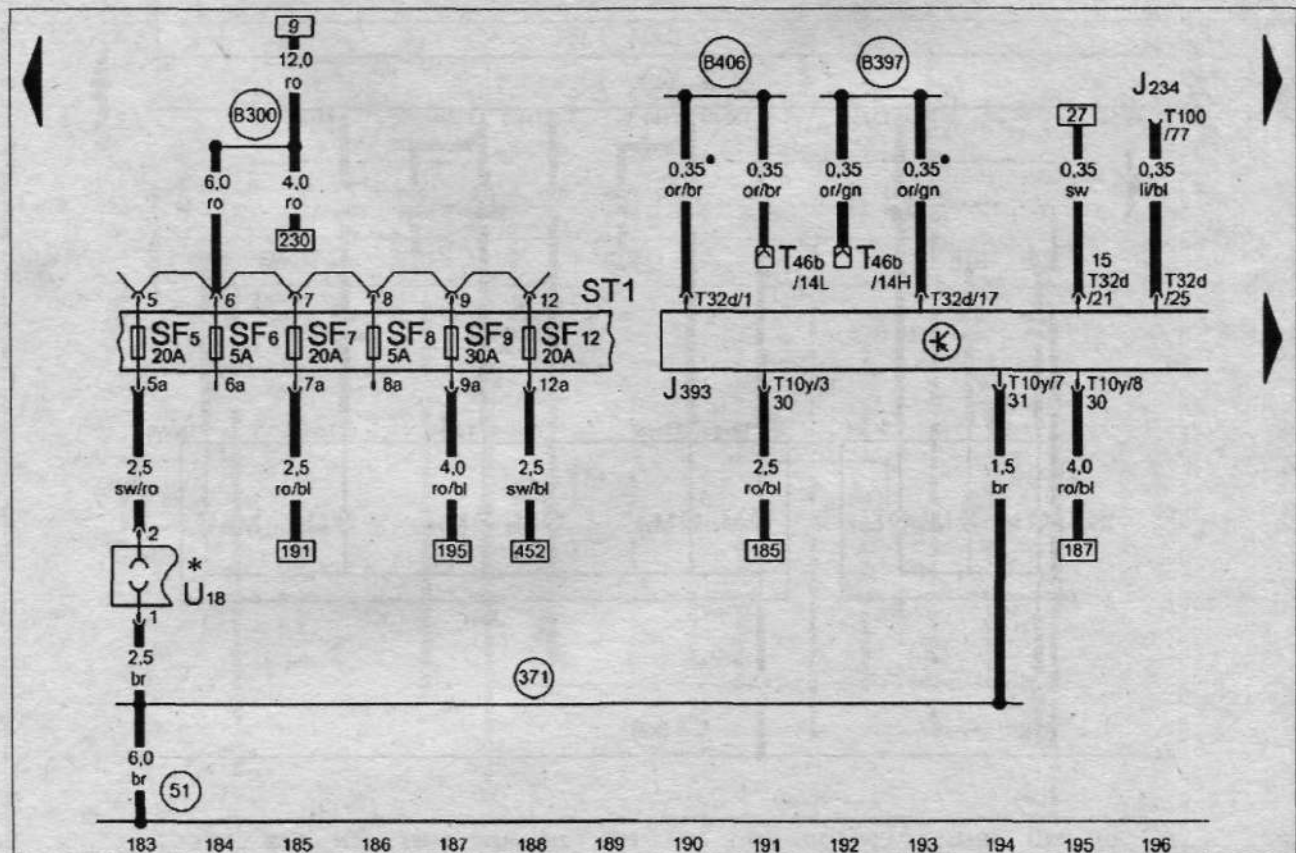 9
12,0
ro
B300
6,0
ro
4,0
ro
230
B406
B397
J234
27
T100
/77
0,35
or/br
0,35
or/br
0,35
or/gn
0,35
or/gn
0,35
sw
0,35
li/bl
T46b
/14L
T46b
/14H
15
T32d
/21
T32d
/25
5 6 7 8 9 12 ST1
T32d/1
T32d/17
SF5
20A
SF6
5A
SF7
20A
SF8
5A
SF9
30A
SF12
20A
5a 6a 7a 8a 9a 12a
J393
T10y/3
30
T10y/7
31
T10y/8
30
2,5
sw/ro
2,5
ro/bl
4,0
ro/bl
2,5
sw/bl
2,5
ro/bl
1,5
br
4,0
ro/bl
2
191
195
452
185
187
*
U18
1
2,5
br
371
6,0
br
51
183 184 185 186 187 188 189 190 191 192 193 194 195 196